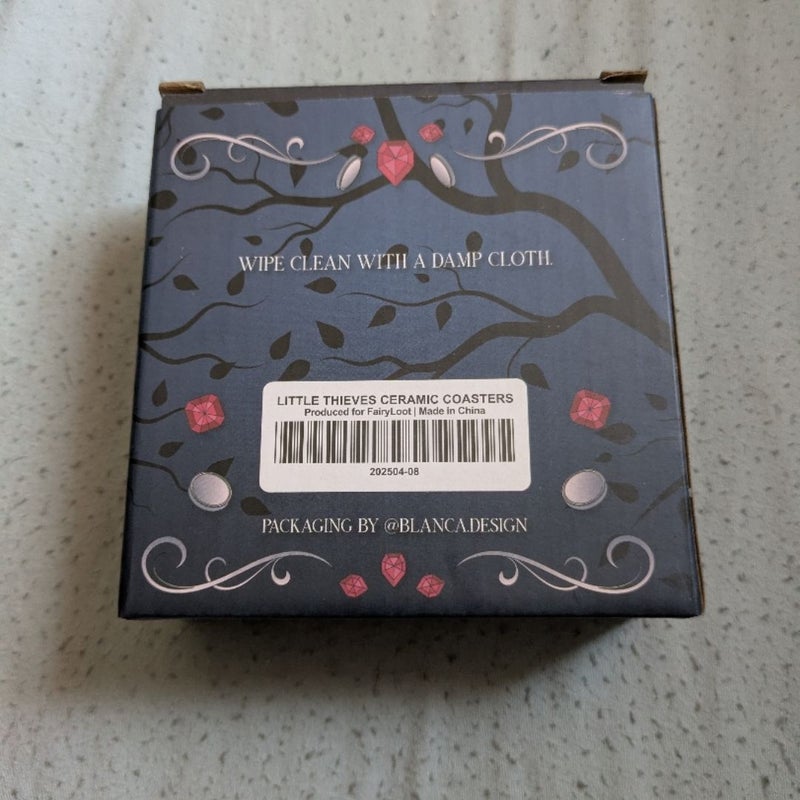 WIPE CLEAN WITH A DAMP CLOTH.
LITTLE THIEVES CERAMIC COASTERS
Produced for FairyLoot | Made in China
202504-08
PACKAGING BY @BLANCA.DESIGN